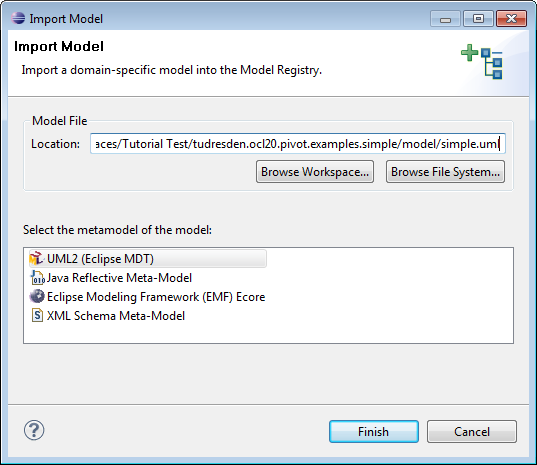 Import Model
Import Model
Import a domain-specific model into the Model Registry.
Model File
Location: aces/Tutorial Test/tudresden.ocl20.pivot.examples.simple/model/simple.uml
Browse Workspace... Browse File System...
Select the metamodel of the model:
UML2 (Eclipse MDT)
Java Reflective Meta-Model
Eclipse Modeling Framework (EMF) Ecore
XML Schema Meta-Model
Finish Cancel